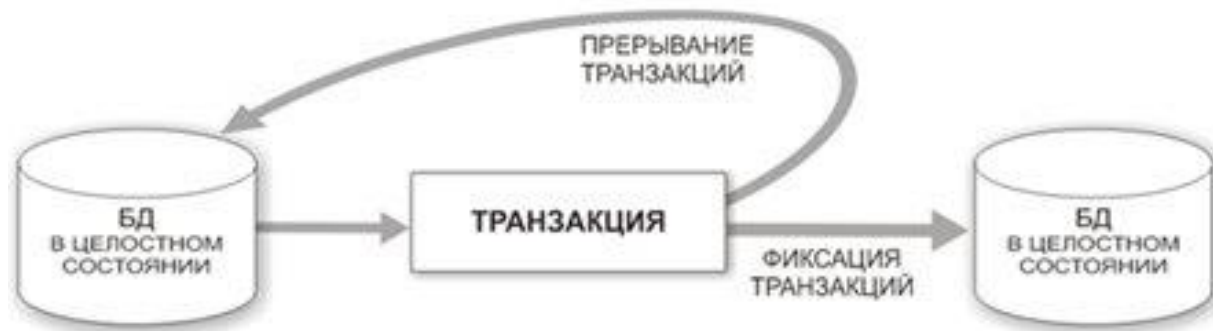 ПРЕРЫВАНИЕ
ТРАНЗАКЦИЙ
БД
В ЦЕЛОСТНОМ
СОСТОЯНИИ
ТРАНЗАКЦИЯ
ФИКСАЦИЯ
ТРАНЗАКЦИЙ
БД
В ЦЕЛОСТНОМ
СОСТОЯНИИ